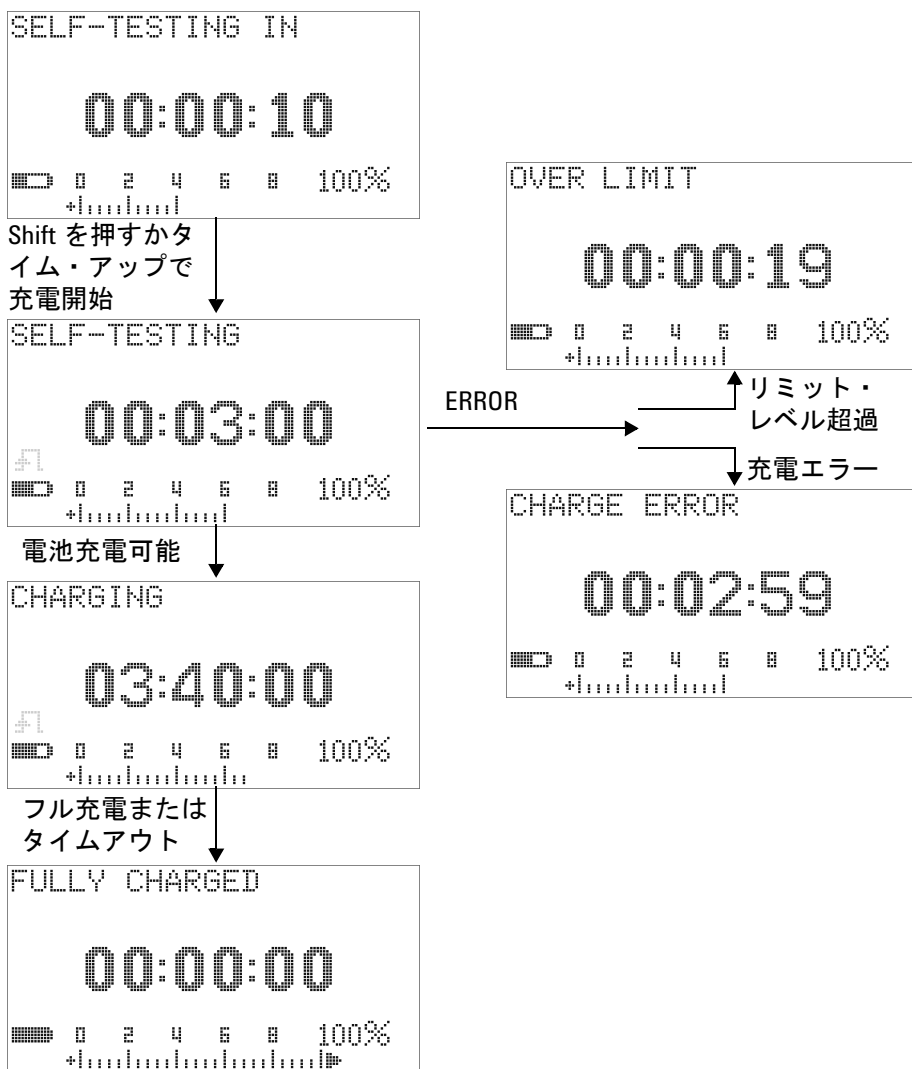 SELF-TESTING IN
00:00:10
0 2 4 6 8 100%
Shift を押すかタ
イム・アップで
充電開始
SELF-TESTING
00:03:00
0 2 4 6 8 100%
電池充電可能
CHARGING
03:40:00
0 2 4 6 8 100%
フル充電または
タイムアウト
FULLY CHARGED
00:00:00
0 2 4 6 8 100%
ERROR
OVER LIMIT
00:00:19
0 2 4 6 8 100%
リミット・
レベル超過
充電エラー
CHARGE ERROR
00:02:59
0 2 4 6 8 100%